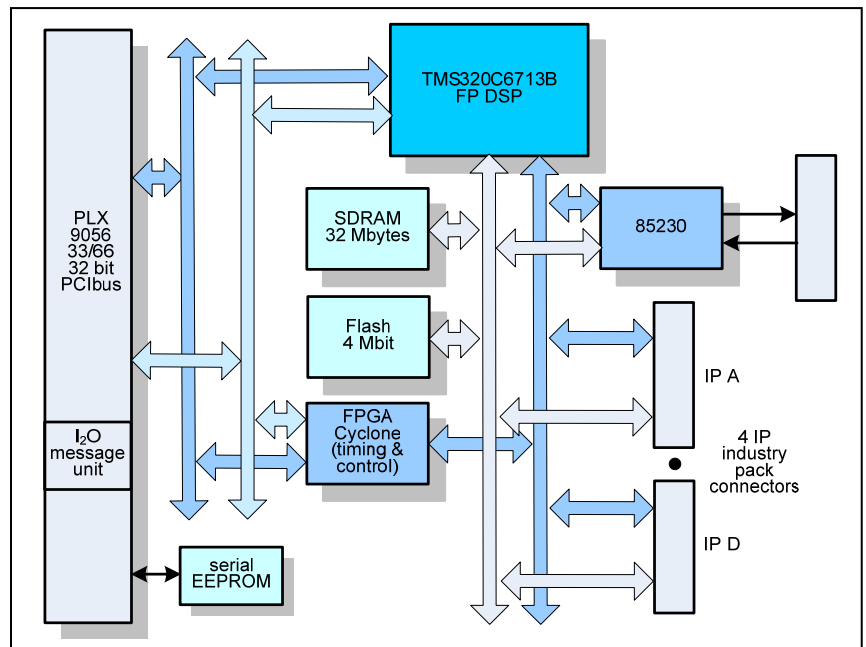 TMS320C6713B
FP DSP
PLX
9056
33/66
32 bit
PCIbus
SDRAM
32 Mbytes
85230
Flash
4 Mbit
IP A
FPGA
Cyclone
(timing &
control)
I₂O
message
unit
4 IP
industry
pack
connectors
IP D
serial
EEPROM